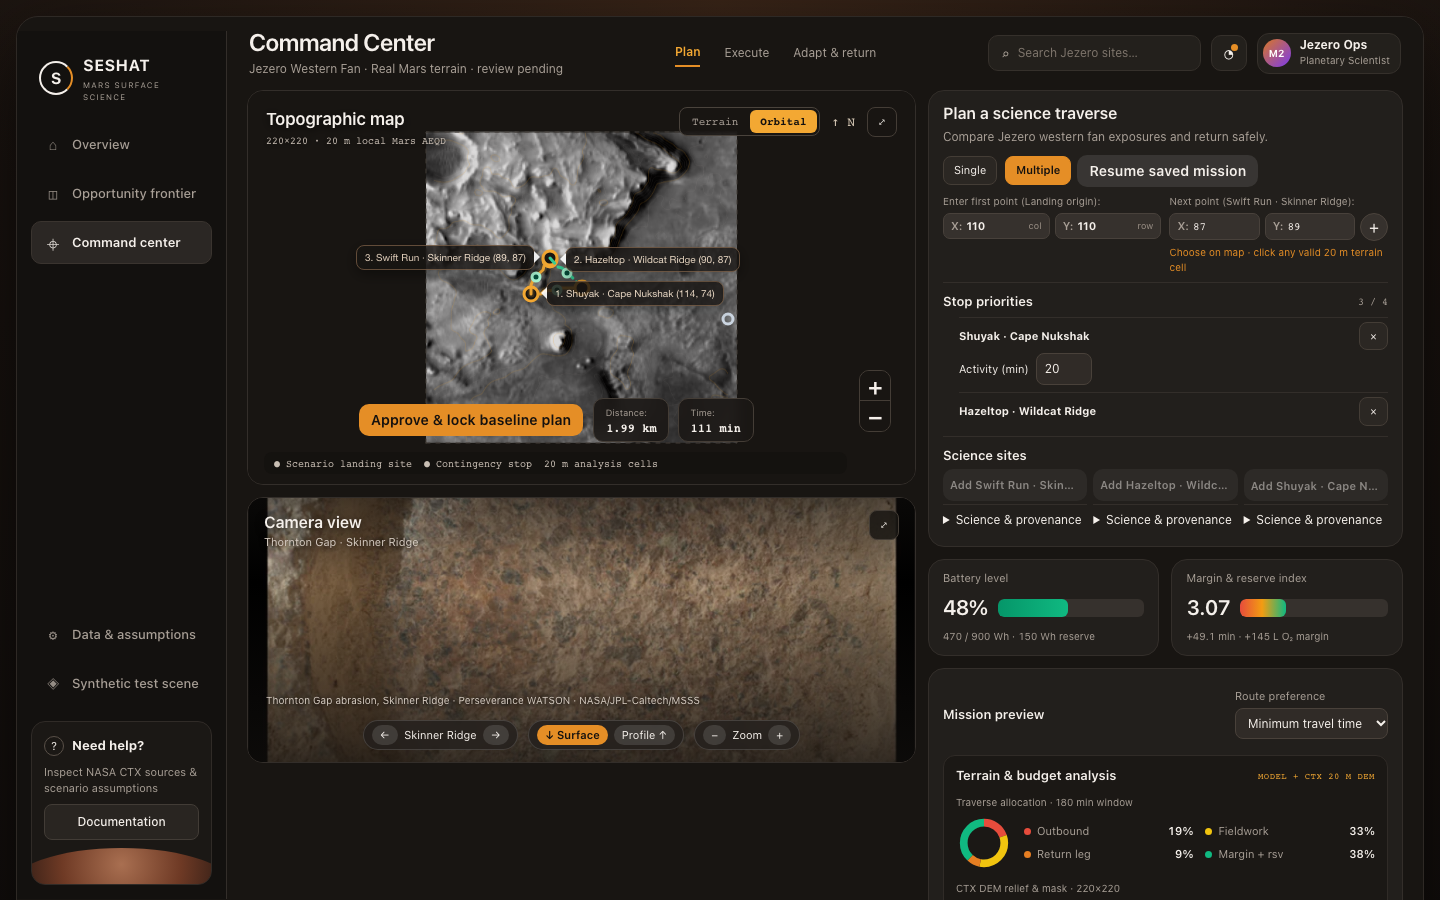 S
SESHAT
MARS SURFACE
SCIENCE
Overview
Opportunity frontier
Command center
Data & assumptions
Synthetic test scene
? Need help?
Inspect NASA CTX sources &
scenario assumptions
Documentation
Command Center
Jezero Western Fan · Real Mars terrain · review pending
Plan Execute Adapt & return
Search Jezero sites...
M2
Jezero Ops
Planetary Scientist
Topographic map
220×220 · 20 m local Mars AEQD
Terrain Orbital ↑ N
3. Swift Run · Skinner Ridge (89, 87)
2. Hazeltop · Wildcat Ridge (90, 87)
1. Shuyak · Cape Nukshak (114, 74)
+
−
Approve & lock baseline plan
Distance:
1.99 km
Time:
111 min
● Scenario landing site ● Contingency stop 20 m analysis cells
Camera view
Thornton Gap · Skinner Ridge
Thornton Gap abrasion, Skinner Ridge · Perseverance WATSON · NASA/JPL-Caltech/MSSS
← Skinner Ridge →
↓ Surface Profile ↑
− Zoom +
Plan a science traverse
Compare Jezero western fan exposures and return safely.
Single Multiple Resume saved mission
Enter first point (Landing origin):
X: 110 col
Y: 110 row
Next point (Swift Run · Skinner Ridge):
X: 87
Y: 89
+
Choose on map · click any valid 20 m terrain
cell
Stop priorities 3 / 4
Shuyak · Cape Nukshak ×
Activity (min) 20
Hazeltop · Wildcat Ridge ×
Science sites
Add Swift Run · Skin... Add Hazeltop · Wildc... Add Shuyak · Cape N...
▶ Science & provenance ▶ Science & provenance ▶ Science & provenance
Battery level
48%
470 / 900 Wh · 150 Wh reserve
Margin & reserve index
3.07
+49.1 min · +145 L O₂ margin
Mission preview
Route preference
Minimum travel time
Terrain & budget analysis
MODEL + CTX 20 M DEM
Traverse allocation · 180 min window
Outbound 19%
Fieldwork 33%
Return leg 9%
Margin + rsv 38%
CTX DEM relief & mask · 220×220